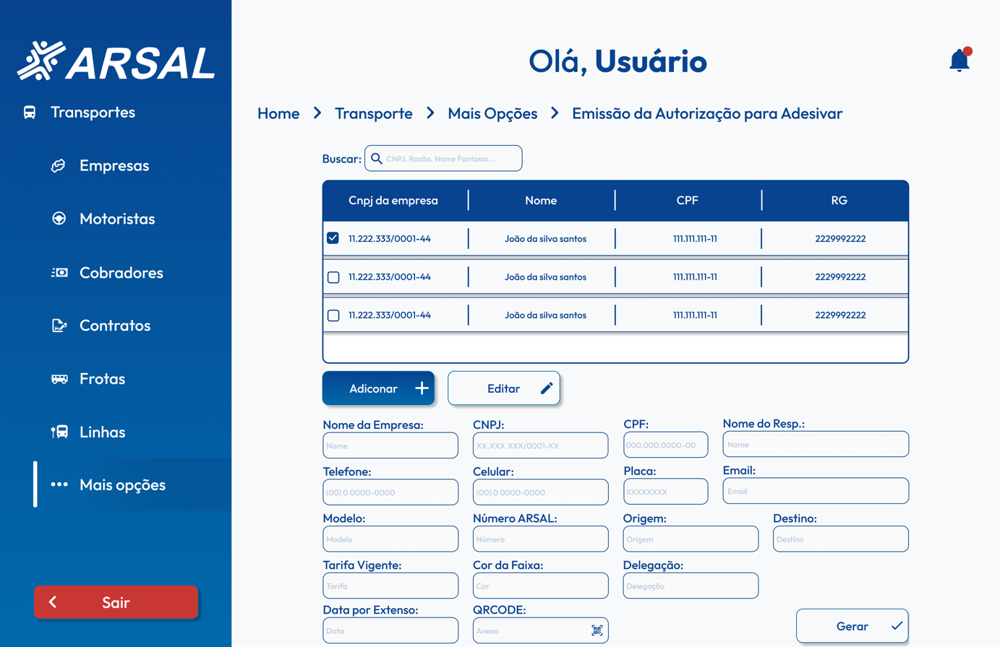 ARSAL
Transportes
Empresas
Motoristas
Cobradores
Contratos
Frotas
Linhas
Mais opções
Sair
Olá, Usuário
Home > Transporte > Mais Opções > Emissão da Autorização para Adesivar
Buscar: CNPJ, Razão, Nome Fantasia...
Cnpj da empresa Nome CPF RG
11.222.333/0001-44 João da silva santos 111.111.111-11 2229992222
11.222.333/0001-44 João da silva santos 111.111.111-11 2229992222
11.222.333/0001-44 João da silva santos 111.111.111-11 2229992222
Adiconar Editar
Nome da Empresa: CNPJ: CPF: Nome do Resp.:
Nome XX.XXX.XXX/0001-XX 000.000.0000-00 Nome
Telefone: Celular: Placa: Email:
(00) 0 0000-0000 (00) 0 0000-0000 XXXXXXXX Email
Modelo: Número ARSAL: Origem: Destino:
Modelo Número Origem Destino
Tarifa Vigente: Cor da Faixa: Delegação:
Tarifa Cor Delegação
Data por Extenso: QRCODE:
Data Anexo
Gerar